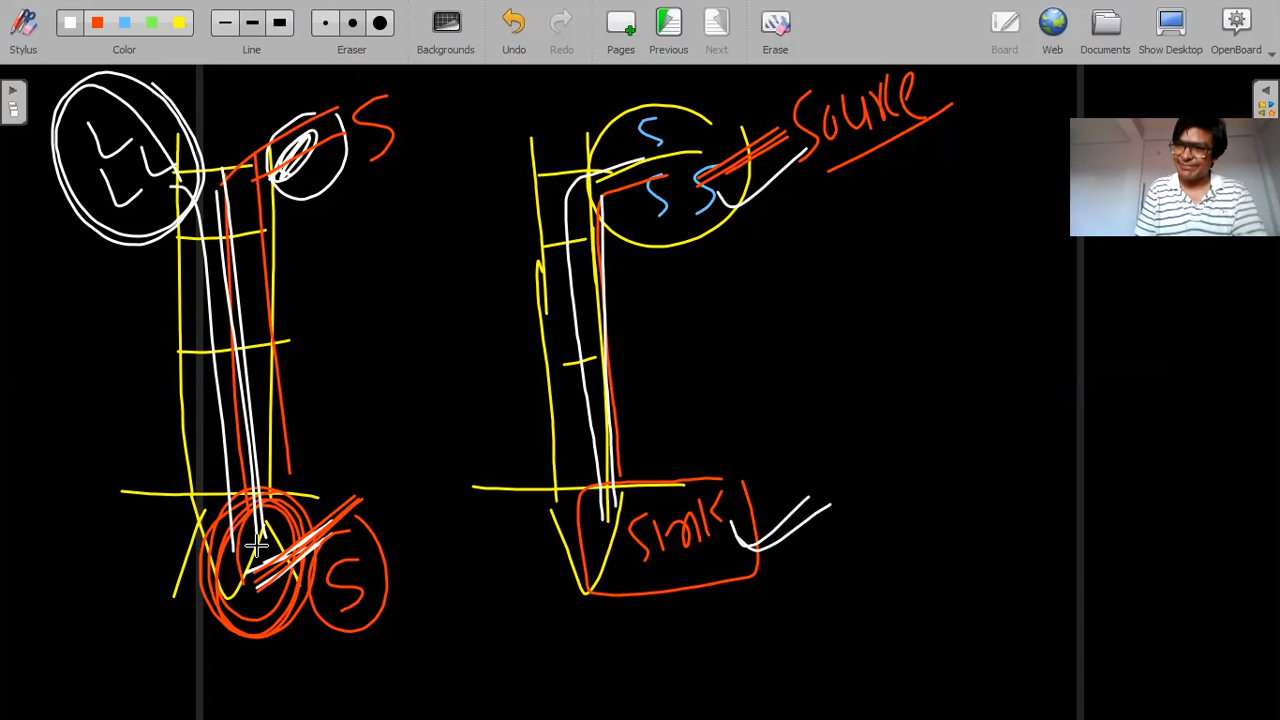 Stylus
Color
Line
Eraser
Backgrounds
Undo
Redo
Pages
Previous
Next
Erase
Board
Web
Documents
Show Desktop
OpenBoard
L
L
L
S
S
S S
Source
Sink
S